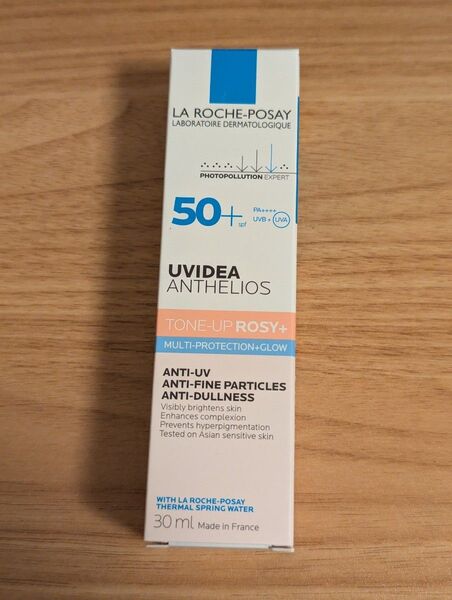 LA ROCHE-POSAY
LABORATOIRE DERMATOLOGIQUE
PHOTOPOLLUTION EXPERT
50+ spf
PA++++
UVB + UVA
UVIDEA
ANTHELIOS
TONE-UP ROSY+
MULTI-PROTECTION+GLOW
ANTI-UV
ANTI-FINE PARTICLES
ANTI-DULLNESS
Visibly brightens skin
Enhances complexion
Prevents hyperpigmentation
Tested on Asian sensitive skin
WITH LA ROCHE-POSAY
THERMAL SPRING WATER
30 ml Made in France